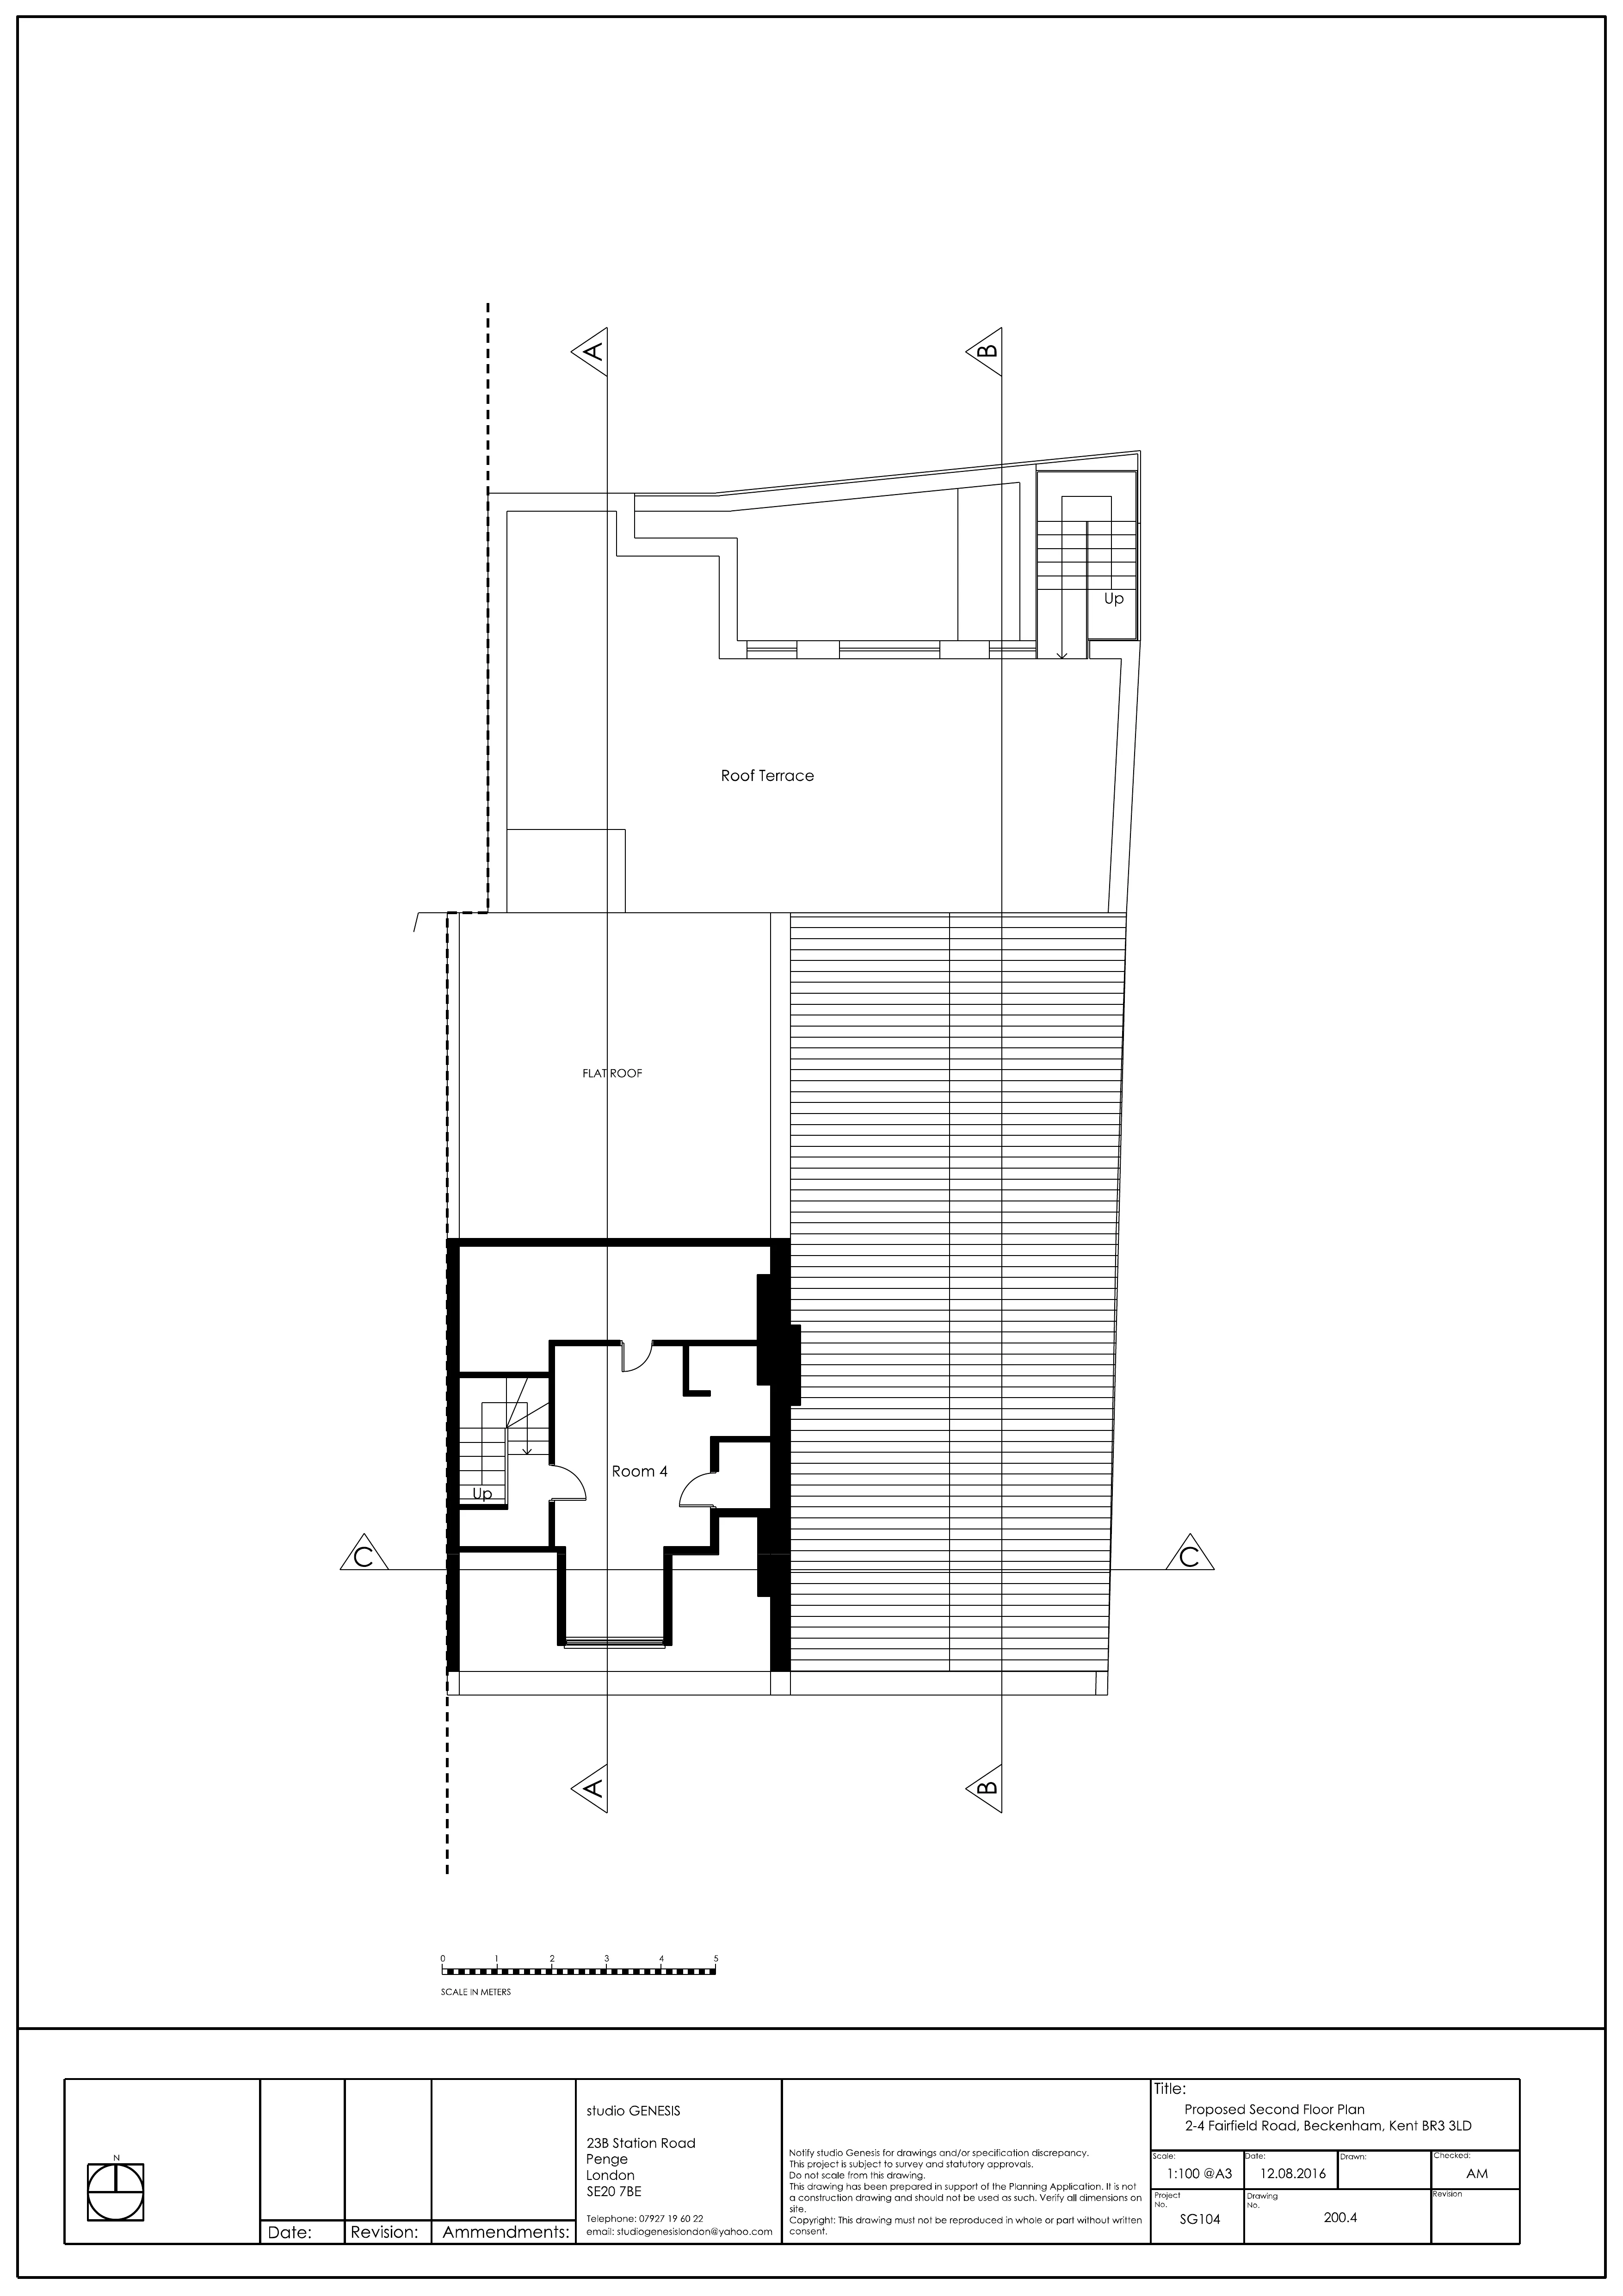 A
B
Up
Roof Terrace
FLAT ROOF
Room 4
Up
C
C
A
B
0 1 2 3 4 5
SCALE IN METERS
N
Date:
Revision:
Ammendments:
studio GENESIS
23B Station Road
Penge
London
SE20 7BE
Telephone: 07927 19 60 22
email: studiogenesislondon@yahoo.com
Notify studio Genesis for drawings and/or specification discrepancy.
This project is subject to survey and statutory approvals.
Do not scale from this drawing.
This drawing has been prepared in support of the Planning Application. It is not
a construction drawing and should not be used as such. Verify all dimensions on
site.
Copyright: This drawing must not be reproduced in whole or part without written
consent.
Title:
Proposed Second Floor Plan
2-4 Fairfield Road, Beckenham, Kent BR3 3LD
Scale:
1:100 @A3
Date:
12.08.2016
Drawn:
Checked:
AM
Project
No.
SG104
Drawing
No.
200.4
Revision